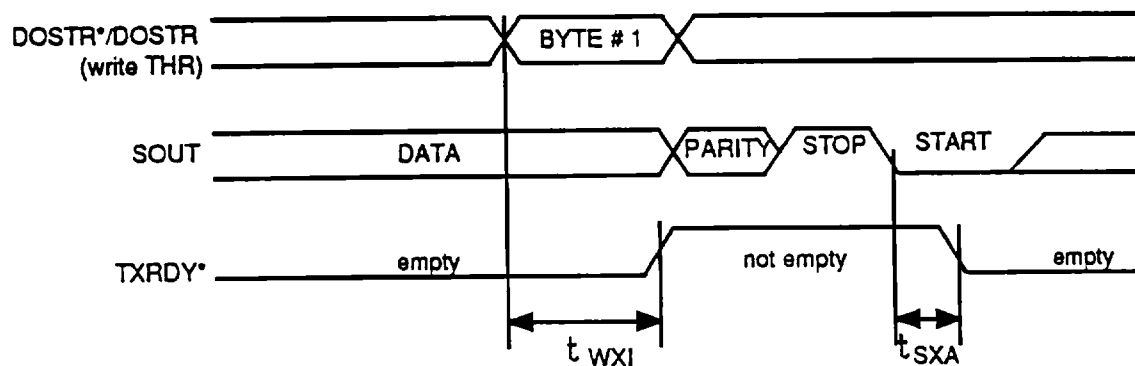 DOSTR*/DOSTR BYTE # 1
(write THR)
SOUT DATA PARITY STOP START
TXRDY* empty not empty empty
t WXI t SXA